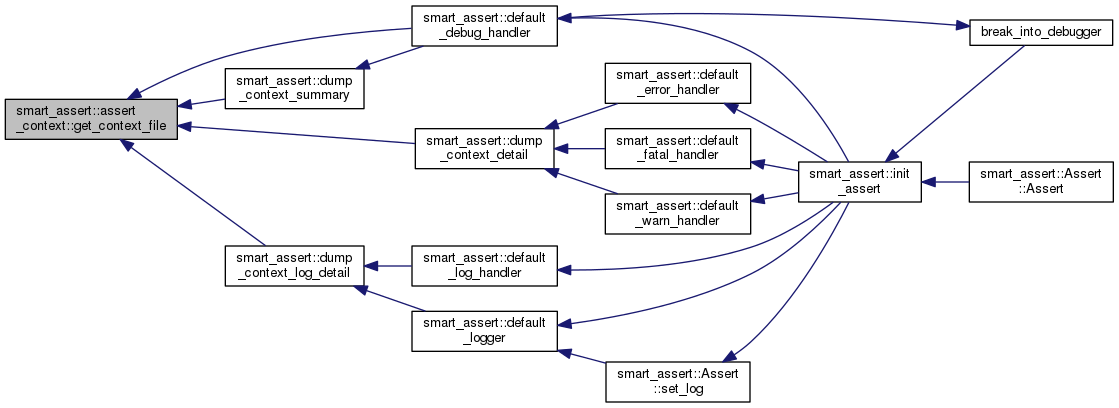 smart_assert::assert
_context::get_context_file
smart_assert::default
_debug_handler
smart_assert::dump
_context_summary
smart_assert::dump
_context_detail
smart_assert::dump
_context_log_detail
smart_assert::default
_error_handler
smart_assert::default
_fatal_handler
smart_assert::default
_warn_handler
smart_assert::default
_log_handler
smart_assert::default
_logger
smart_assert::Assert
::set_log
smart_assert::init
_assert
break_into_debugger
smart_assert::Assert
::Assert